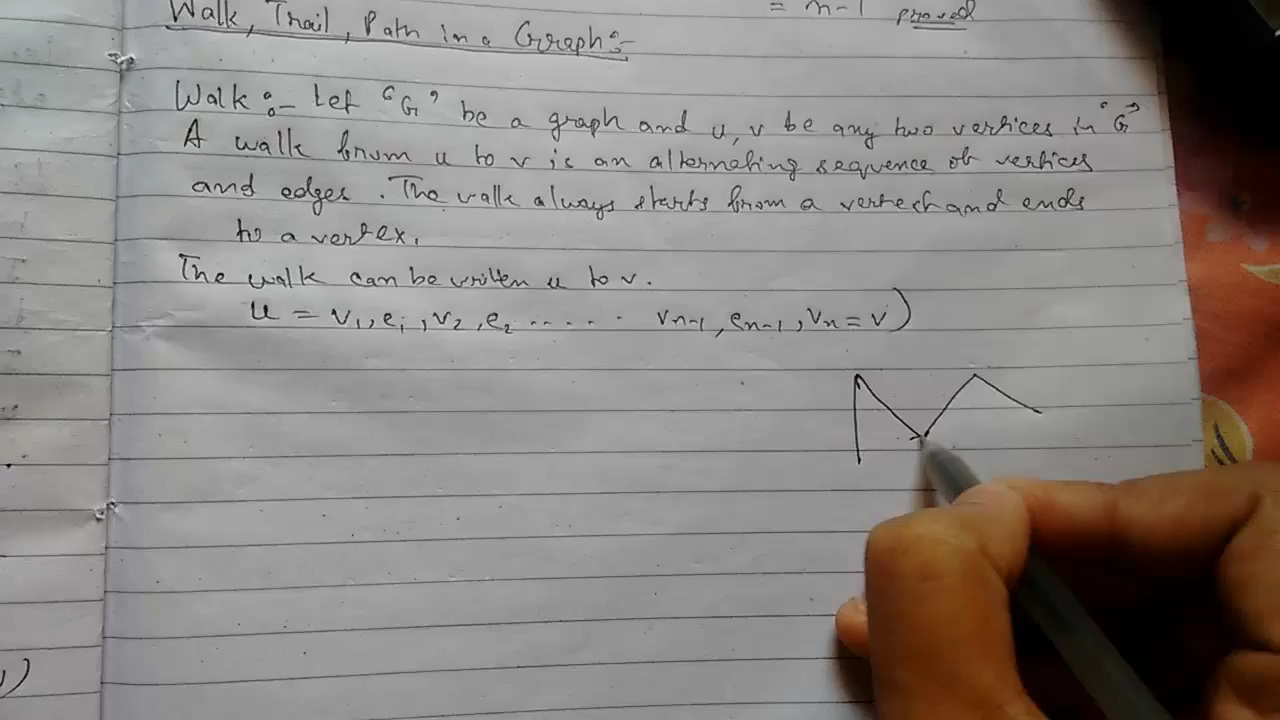 = n-1 proved
Walk, Trail, Path in a Graph:-
Walk:- Let "G" be a graph and u, v be any two vertices in "G"
A walk from u to v is an alternating sequence of vertices
and edges. The walk always starts from a vertex and ends
to a vertex.
The walk can be written u to v.
u = v1, ei, v2, e2 ...... vn-1, en-1, vn = v)
)